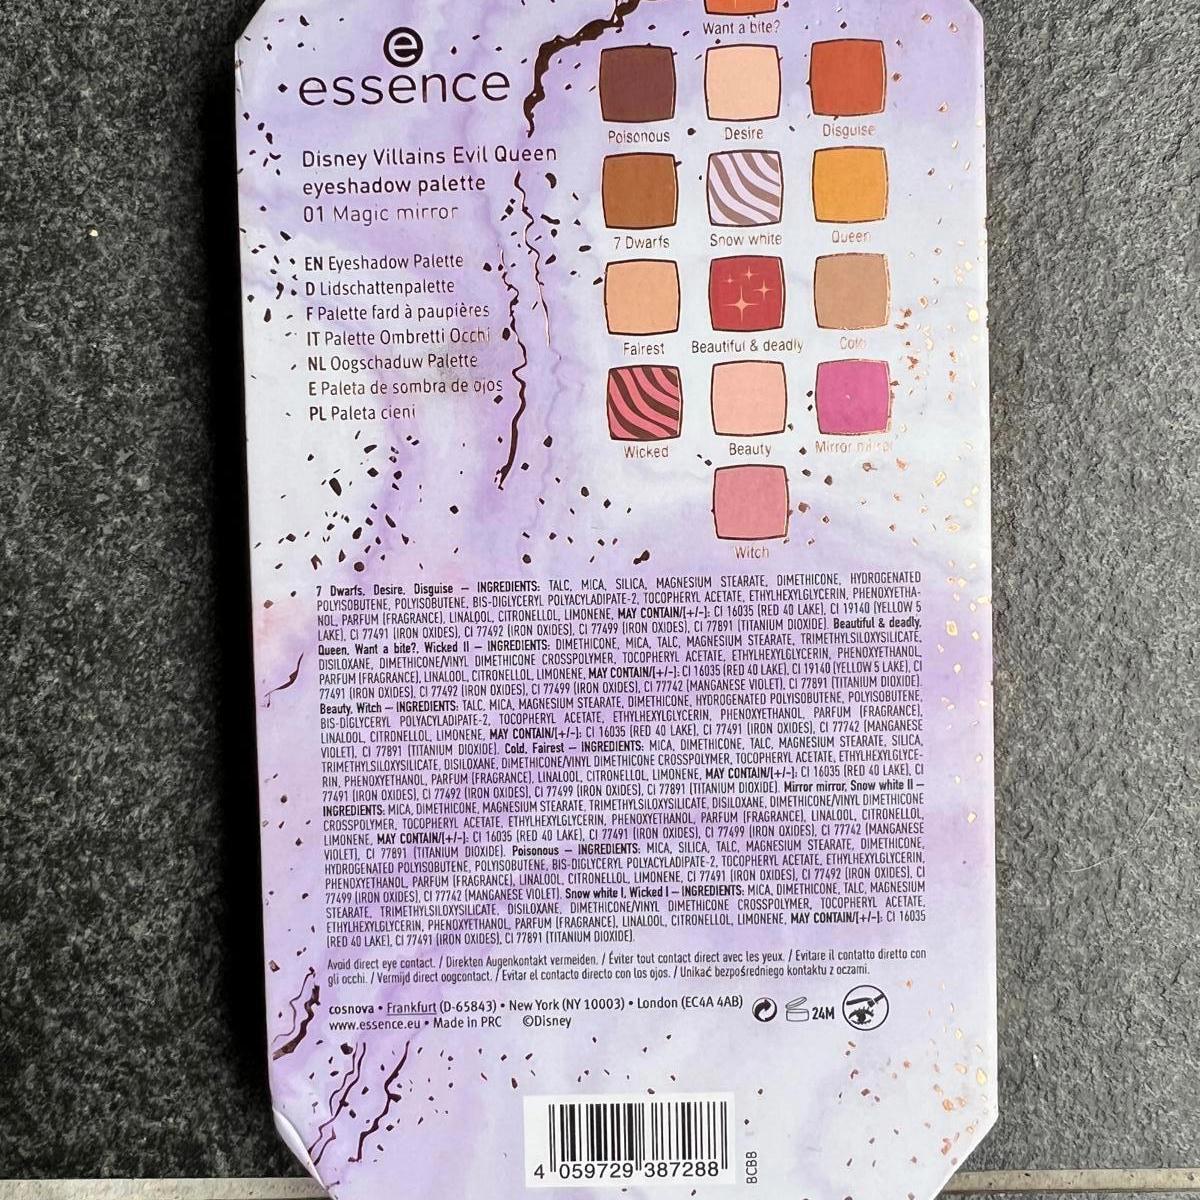 Want a bite?
e
essence
Poisonous
Desire
Disguise
Disney Villains Evil Queen
eyeshadow palette
01 Magic mirror
7 Dwarfs
Snow white
Queen
EN Eyeshadow Palette
D Lidschattenpalette
F Palette fard à paupières
IT Palette Ombretti Occhi
NL Oogschaduw Palette
E Paleta de sombra de ojos
PL Paleta cieni
Fairest
Beautiful & deadly
Cold
Wicked
Beauty
Mirror mirror
Witch
7 Dwarfs, Desire, Disguise – INGREDIENTS: TALC, MICA, SILICA, MAGNESIUM STEARATE, DIMETHICONE, HYDROGENATED
POLYISOBUTENE, POLYISOBUTENE, BIS-DIGLYCERYL POLYACYLADIPATE-2, TOCOPHERYL ACETATE, ETHYLHEXYLGLYCERIN, PHENOXYETHA-
NOL, PARFUM (FRAGRANCE), LINALOOL, CITRONELLOL, LIMONENE, MAY CONTAIN/[+/-]: CI 16035 (RED 40 LAKE), CI 19140 (YELLOW 5
LAKE), CI 77491 (IRON OXIDES), CI 77492 (IRON OXIDES), CI 77499 (IRON OXIDES), CI 77891 (TITANIUM DIOXIDE). Beautiful & deadly,
Queen, Want a bite?, Wicked II – INGREDIENTS: DIMETHICONE, MICA, TALC, MAGNESIUM STEARATE, TRIMETHYLSILOXYSILICATE,
DISILOXANE, DIMETHICONE/VINYL DIMETHICONE CROSSPOLYMER, TOCOPHERYL ACETATE, ETHYLHEXYLGLYCERIN, PHENOXYETHANOL,
PARFUM (FRAGRANCE), LINALOOL, CITRONELLOL, LIMONENE, MAY CONTAIN/[+/-]: CI 16035 (RED 40 LAKE), CI 19140 (YELLOW 5 LAKE), CI
77491 (IRON OXIDES), CI 77492 (IRON OXIDES), CI 77499 (IRON OXIDES), CI 77742 (MANGANESE VIOLET), CI 77891 (TITANIUM DIOXIDE).
Beauty, Witch – INGREDIENTS: TALC, MICA, MAGNESIUM STEARATE, DIMETHICONE, HYDROGENATED POLYISOBUTENE, POLYISOBUTENE,
BIS-DIGLYCERYL POLYACYLADIPATE-2, TOCOPHERYL ACETATE, ETHYLHEXYLGLYCERIN, PHENOXYETHANOL, PARFUM (FRAGRANCE),
LINALOOL, CITRONELLOL, LIMONENE, MAY CONTAIN/[+/-]: CI 16035 (RED 40 LAKE), CI 77491 (IRON OXIDES), CI 77742 (MANGANESE
VIOLET), CI 77891 (TITANIUM DIOXIDE). Cold, Fairest – INGREDIENTS: MICA, DIMETHICONE, TALC, MAGNESIUM STEARATE, SILICA,
TRIMETHYLSILOXYSILICATE, DISILOXANE, DIMETHICONE/VINYL DIMETHICONE CROSSPOLYMER, TOCOPHERYL ACETATE, ETHYLHEXYLGLYCE-
RIN, PHENOXYETHANOL, PARFUM (FRAGRANCE), LINALOOL, CITRONELLOL, LIMONENE, MAY CONTAIN/[+/-]: CI 16035 (RED 40 LAKE), CI
77491 (IRON OXIDES), CI 77492 (IRON OXIDES), CI 77499 (IRON OXIDES), CI 77891 (TITANIUM DIOXIDE). Mirror mirror, Snow white II –
INGREDIENTS: MICA, DIMETHICONE, MAGNESIUM STEARATE, TRIMETHYLSILOXYSILICATE, DISILOXANE, DIMETHICONE/VINYL DIMETHICONE
CROSSPOLYMER, TOCOPHERYL ACETATE, ETHYLHEXYLGLYCERIN, PHENOXYETHANOL, PARFUM (FRAGRANCE), LINALOOL, CITRONELLOL,
LIMONENE, MAY CONTAIN/[+/-]: CI 16035 (RED 40 LAKE), CI 77491 (IRON OXIDES), CI 77499 (IRON OXIDES), CI 77742 (MANGANESE
VIOLET), CI 77891 (TITANIUM DIOXIDE). Poisonous – INGREDIENTS: MICA, SILICA, TALC, MAGNESIUM STEARATE, DIMETHICONE,
HYDROGENATED POLYISOBUTENE, POLYISOBUTENE, BIS-DIGLYCERYL POLYACYLADIPATE-2, TOCOPHERYL ACETATE, ETHYLHEXYLGLYCERIN,
PHENOXYETHANOL, PARFUM (FRAGRANCE), LINALOOL, CITRONELLOL, LIMONENE, CI 77491 (IRON OXIDES), CI 77492 (IRON OXIDES), CI
77499 (IRON OXIDES), CI 77742 (MANGANESE VIOLET). Snow white I, Wicked I – INGREDIENTS: MICA, DIMETHICONE, TALC, MAGNESIUM
STEARATE, TRIMETHYLSILOXYSILICATE, DISILOXANE, DIMETHICONE/VINYL DIMETHICONE CROSSPOLYMER, TOCOPHERYL ACETATE,
ETHYLHEXYLGLYCERIN, PHENOXYETHANOL, PARFUM (FRAGRANCE), LINALOOL, CITRONELLOL, LIMONENE, MAY CONTAIN/[+/-]: CI 16035
(RED 40 LAKE), CI 77491 (IRON OXIDES), CI 77891 (TITANIUM DIOXIDE).
Avoid direct eye contact. / Direkten Augenkontakt vermeiden. / Éviter tout contact direct avec les yeux. / Evitare il contatto diretto con
gli occhi. / Vermijd direct oogcontact. / Evitar el contacto directo con los ojos. / Unikać bezpośredniego kontaktu z oczami.
cosnova • Frankfurt (D-65843) • New York (NY 10003) • London (EC4A 4AB)
www.essence.eu • Made in PRC ©Disney
24M
4 059729 387288
BCBB